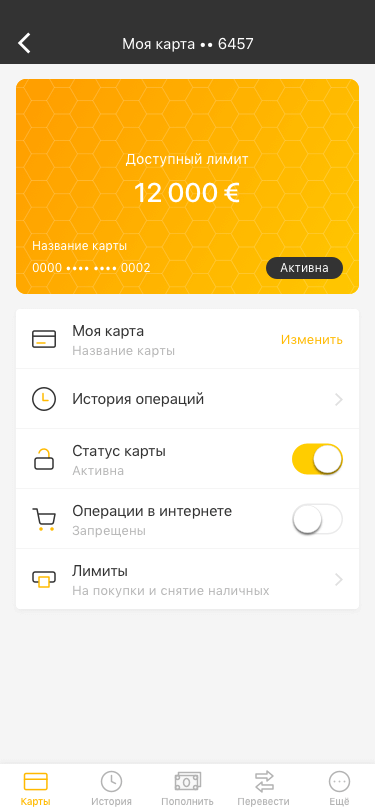 Моя карта •• 6457
Доступный лимит
12 000 €
Название карты
0000 •••• •••• 0002
Активна
Моя карта
Название карты
Изменить
История операций
Статус карты
Активна
Операции в интернете
Запрещены
Лимиты
На покупки и снятие наличных
Карты
История
Пополнить
Перевести
Ещё